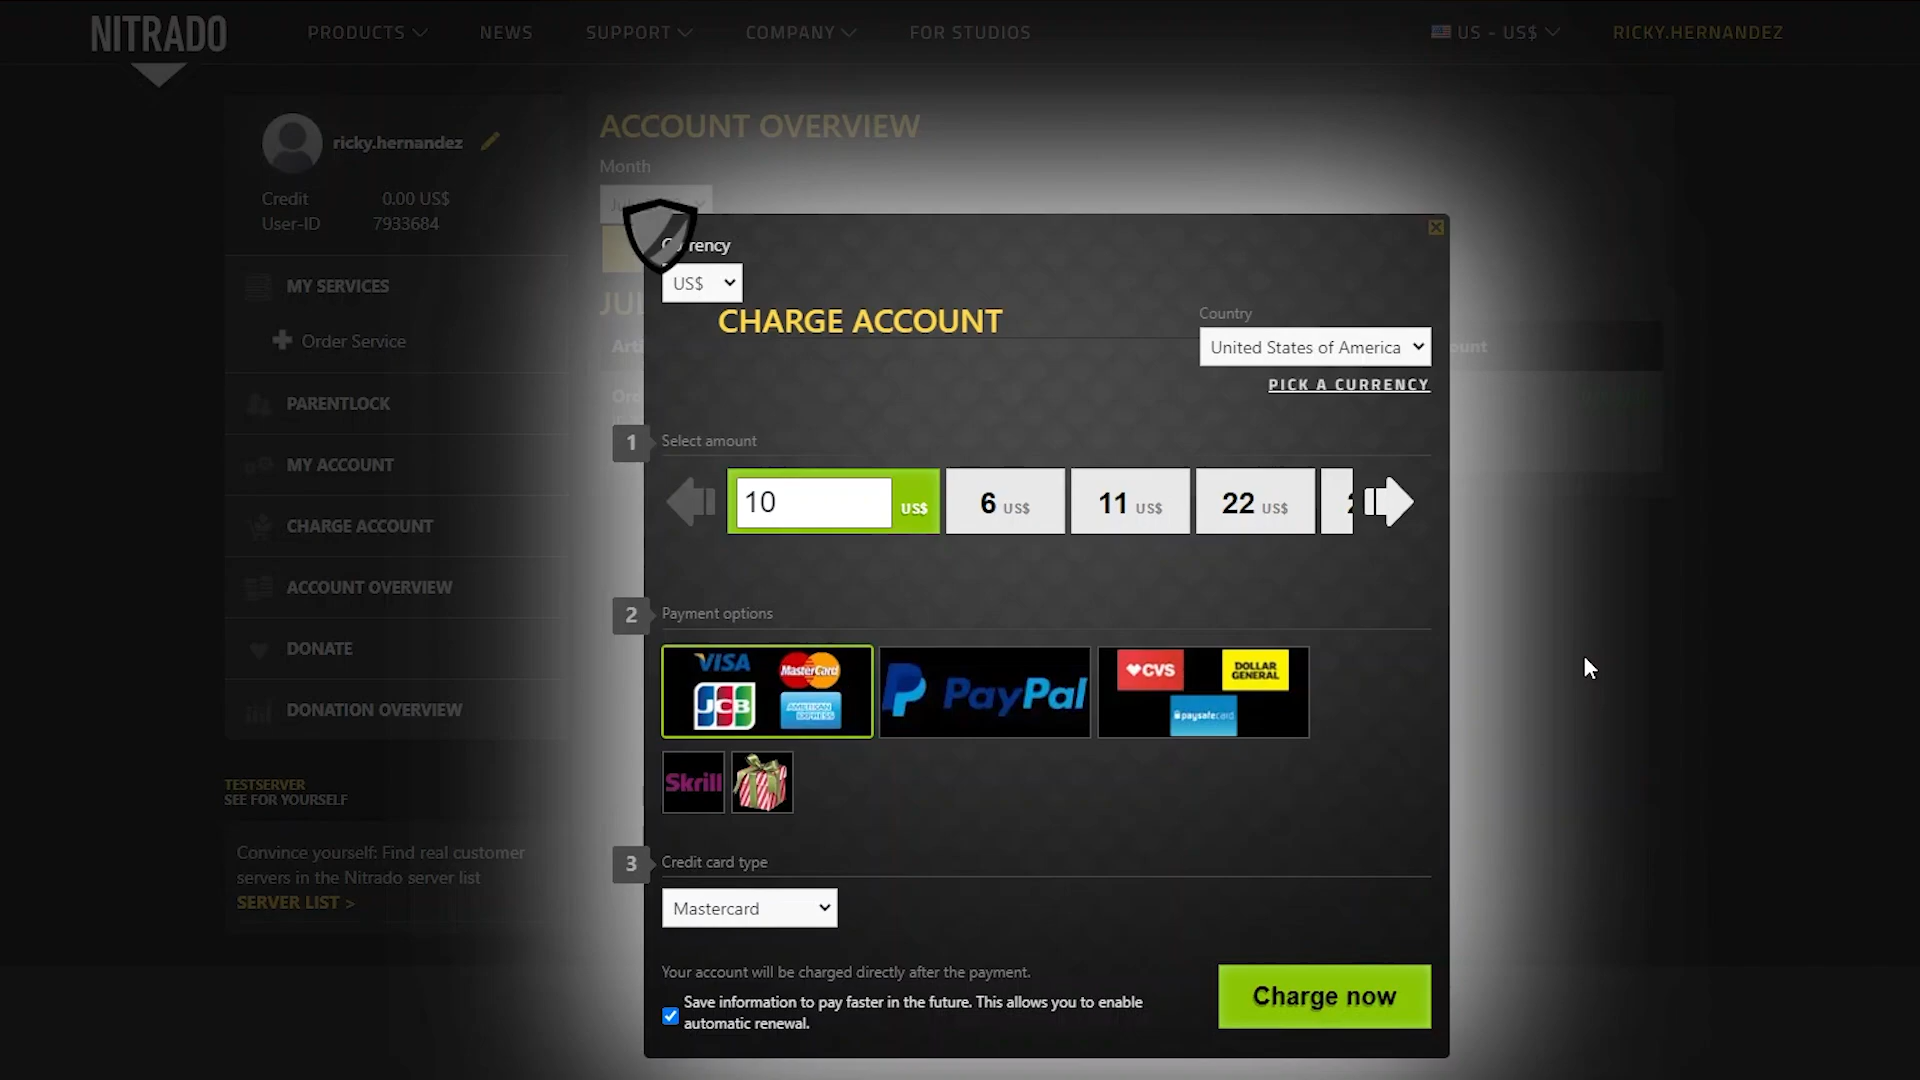 NITRADO
PRODUCTS
NEWS
SUPPORT
COMPANY
FOR STUDIOS
US - US$
RICKY.HERNANDEZ
ricky.hernandez
Credit 0.00 US$
User-ID 7933684
MY SERVICES
Order Service
PARENTLOCK
MY ACCOUNT
CHARGE ACCOUNT
ACCOUNT OVERVIEW
DONATE
DONATION OVERVIEW
TESTSERVER
SEE FOR YOURSELF
Convince yourself: Find real customer
servers in the Nitrado server list
SERVER LIST >
ACCOUNT OVERVIEW
Month
Currency
US$
CHARGE ACCOUNT
Country
United States of America
PICK A CURRENCY
1 Select amount
10 US$
6 US$
11 US$
22 US$
2 Payment options
VISA
MasterCard
JCB
AMERICAN EXPRESS
PayPal
CVS
DOLLAR GENERAL
paysafecard
Skrill
3 Credit card type
Mastercard
Your account will be charged directly after the payment.
Save information to pay faster in the future. This allows you to enable
automatic renewal.
Charge now